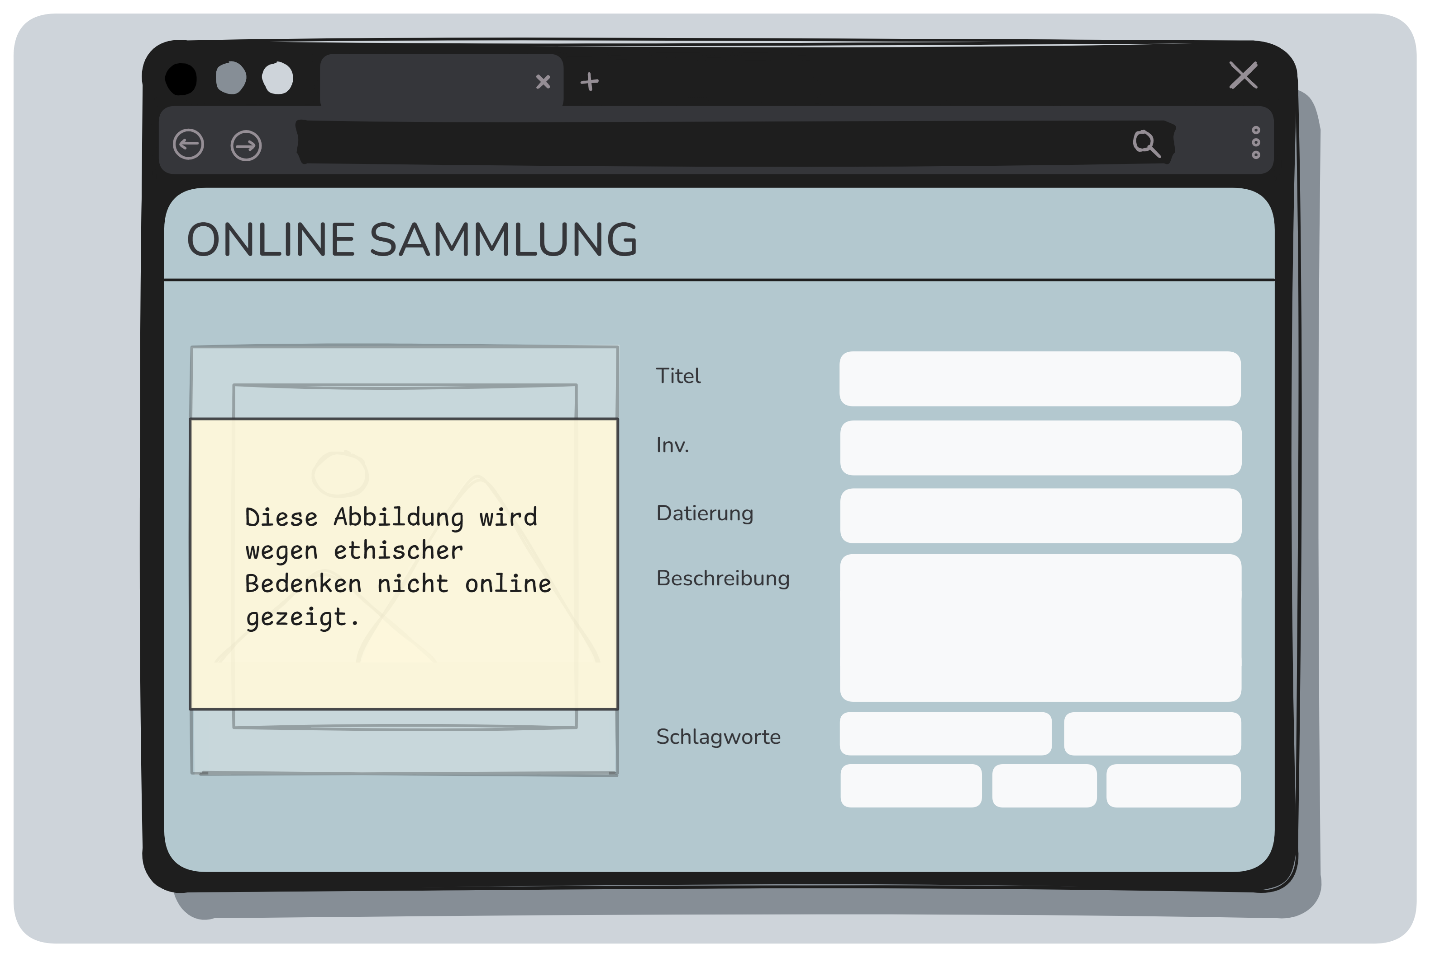 ONLINE SAMMLUNG
Diese Abbildung wird
wegen ethischer
Bedenken nicht online
gezeigt.
Titel
Inv.
Datierung
Beschreibung
Schlagworte